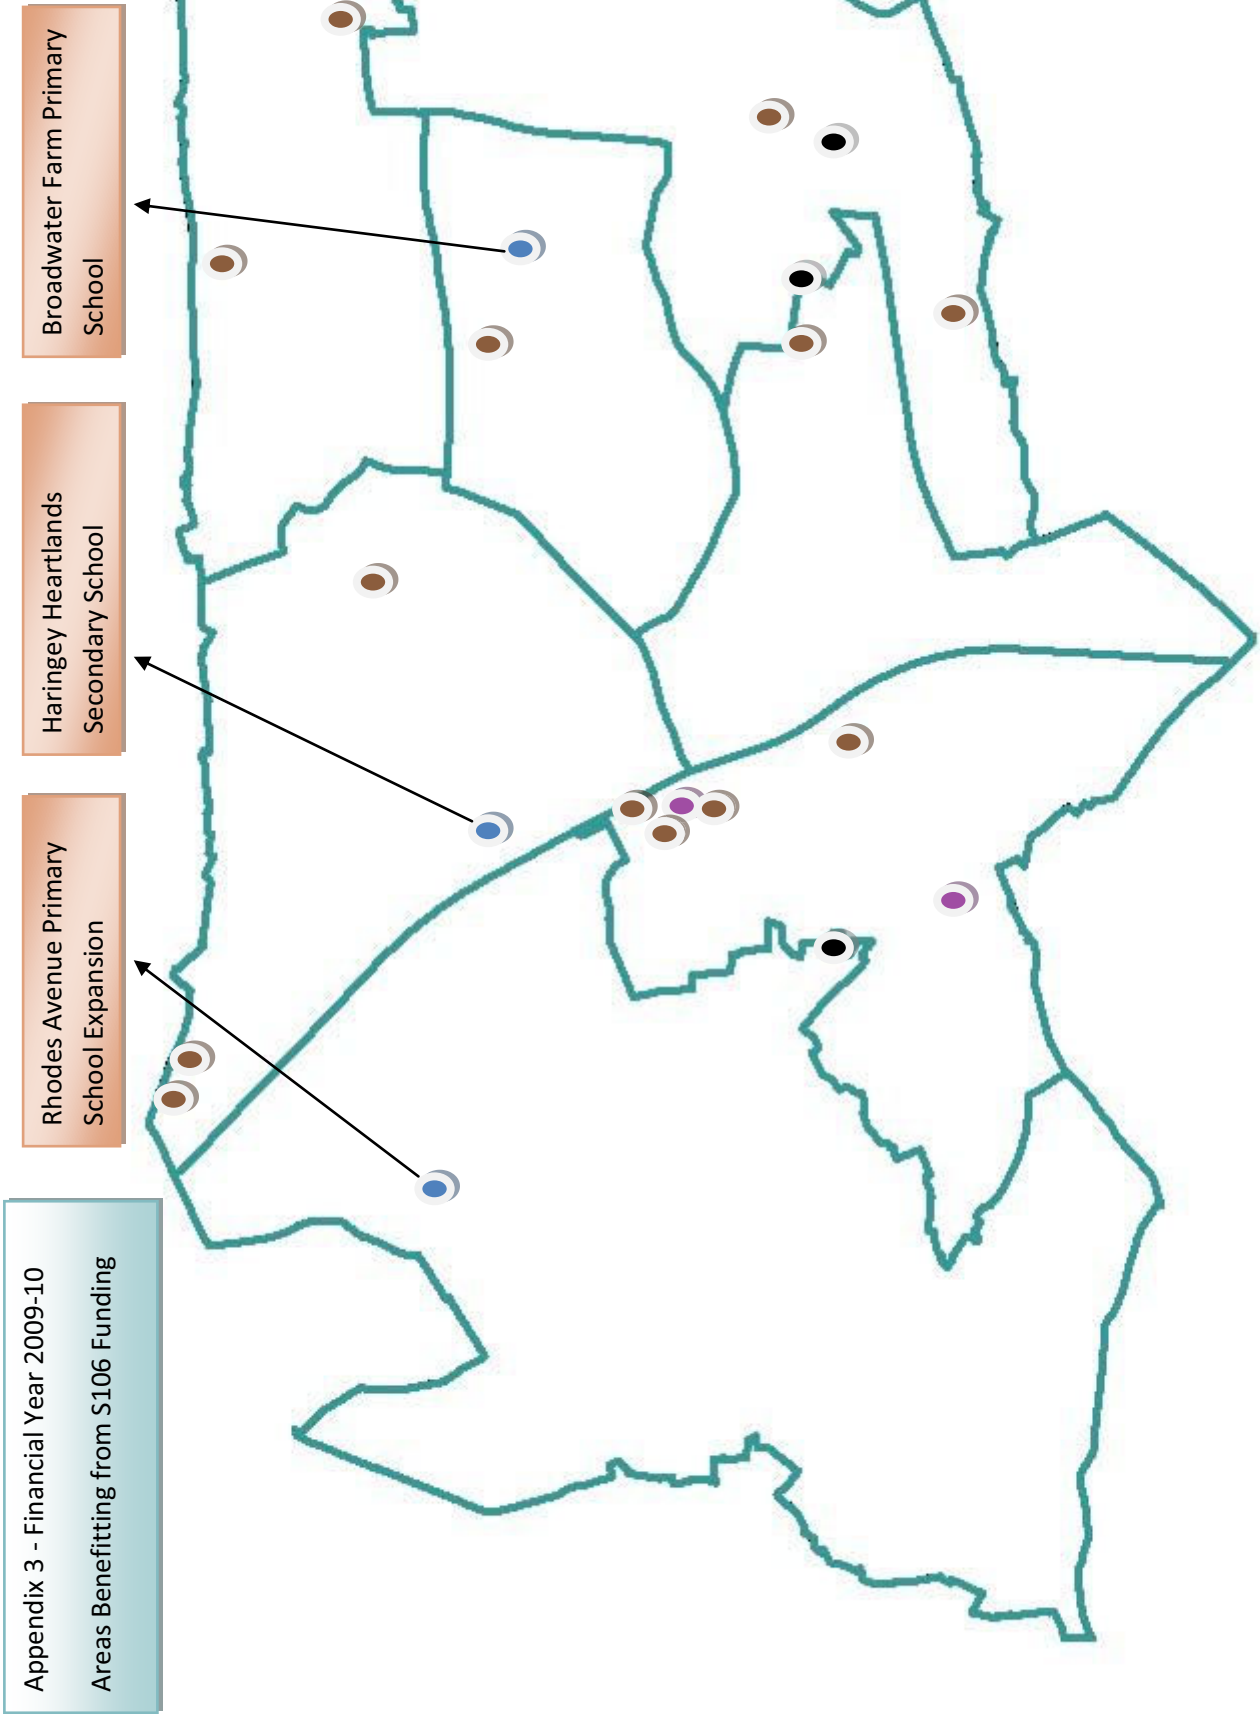 Appendix 3 - Financial Year 2009-10
Areas Benefitting from S106 Funding
Rhodes Avenue Primary
School Expansion
Haringey Heartlands
Secondary School
Broadwater Farm Primary
School